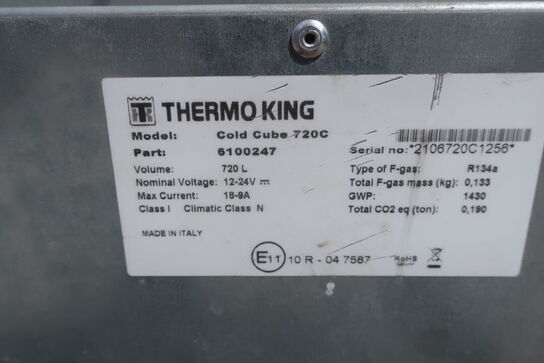 THERMO KING
Model: Cold Cube 720C
Part: 6100247
Serial no: *2106720C1256*
Volume: 720 L
Nominal Voltage: 12-24V
Max Current: 18-9A
Class I Climatic Class N
Type of F-gas: R134a
Total F-gas mass (kg): 0,133
GWP: 1430
Total CO2 eq (ton): 0,190
MADE IN ITALY
E11 10 R - 04 7587
RoHS